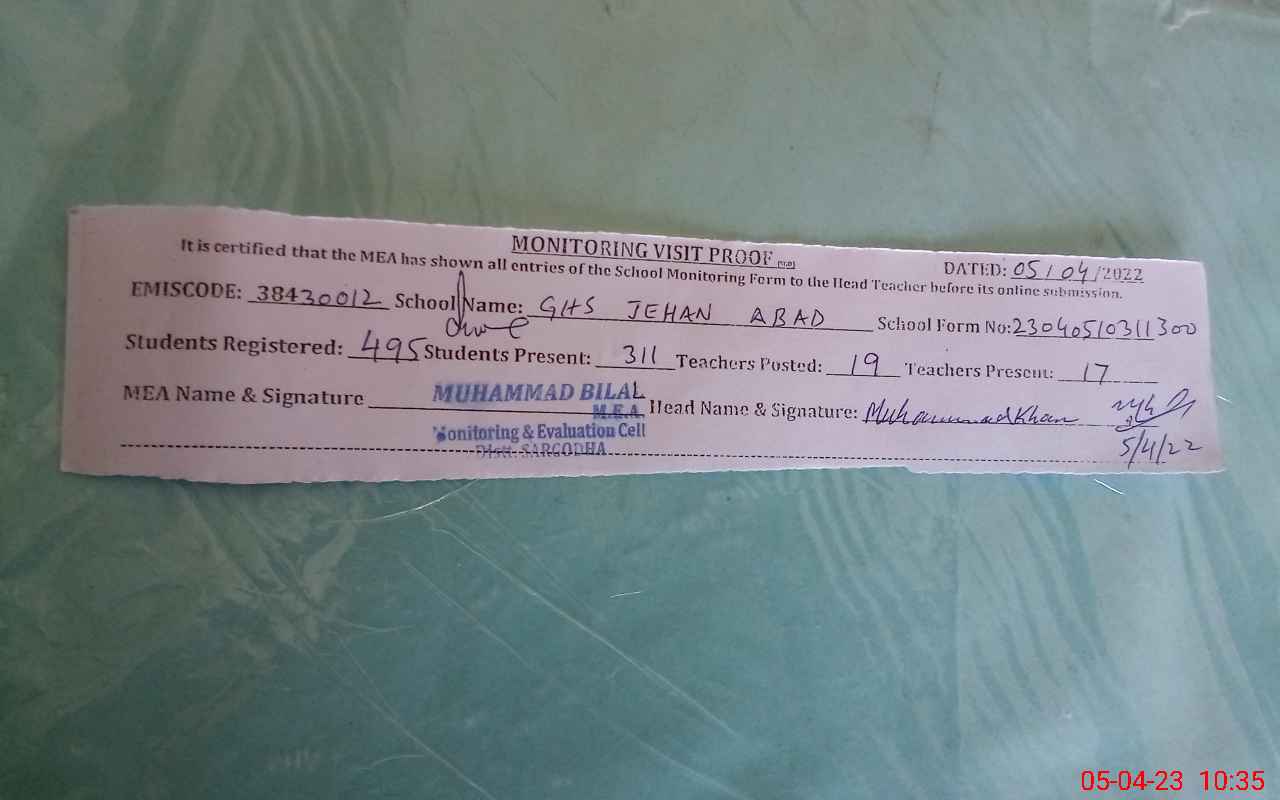 MONITORING VISIT PROOF
DATED: 05/04/2022
It is certified that the MEA has shown all entries of the School Monitoring Form to the Head Teacher before its online submission.
EMISCODE: 38430012 School Name: GHS JEHAN ABAD School Form No: 23040510311300
Students Registered: 495 Students Present: 311 Teachers Posted: 19 Teachers Present: 17
MEA Name & Signature MUHAMMAD BILAL Head Name & Signature: Muhammad Khan
M.E.A
Monitoring & Evaluation Cell
Distt. SARGODHA
5/4/22
05-04-23 10:35